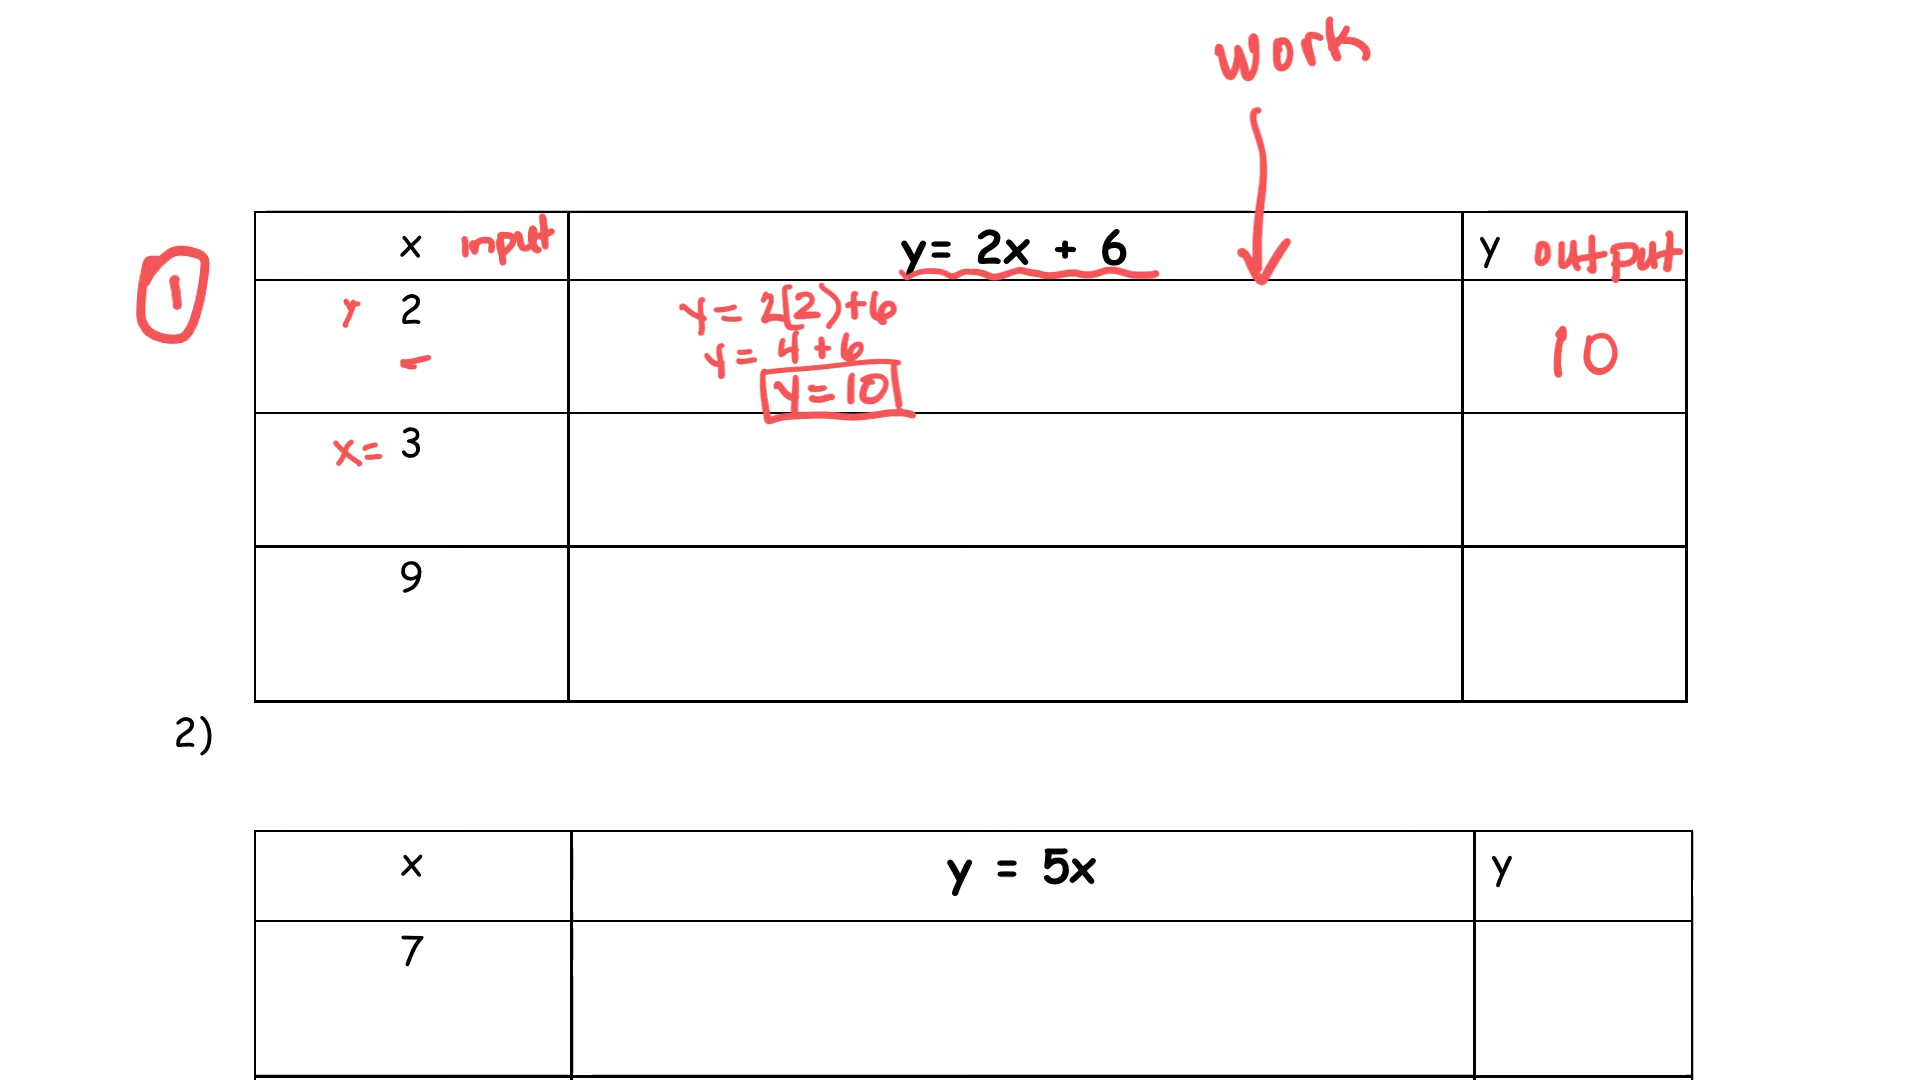 work
x input y= 2x + 6 y output
1
y 2 y = 2(2)+6
y = 4 + 6
y = 10
10
x= 3
9
2)
x y = 5x y
7